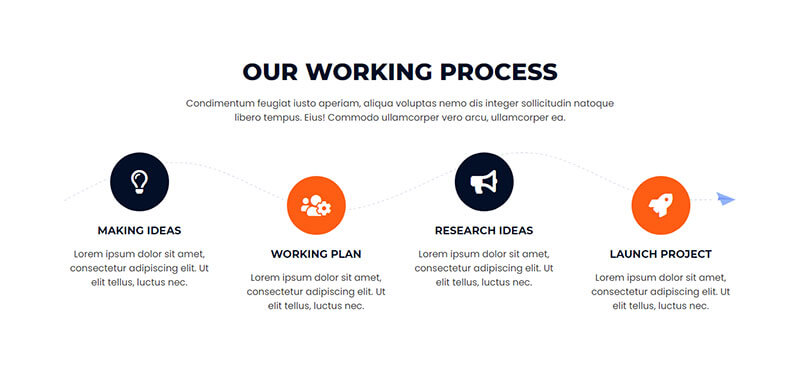 OUR WORKING PROCESS
Condimentum feugiat iusto aperiam, aliqua voluptas nemo dis integer sollicitudin natoque
libero tempus. Eius! Commodo ullamcorper vero arcu, ullamcorper ea.
MAKING IDEAS
Lorem ipsum dolor sit amet,
consectetur adipiscing elit. Ut
elit tellus, luctus nec.
WORKING PLAN
Lorem ipsum dolor sit amet,
consectetur adipiscing elit. Ut
elit tellus, luctus nec.
RESEARCH IDEAS
Lorem ipsum dolor sit amet,
consectetur adipiscing elit. Ut
elit tellus, luctus nec.
LAUNCH PROJECT
Lorem ipsum dolor sit amet,
consectetur adipiscing elit. Ut
elit tellus, luctus nec.